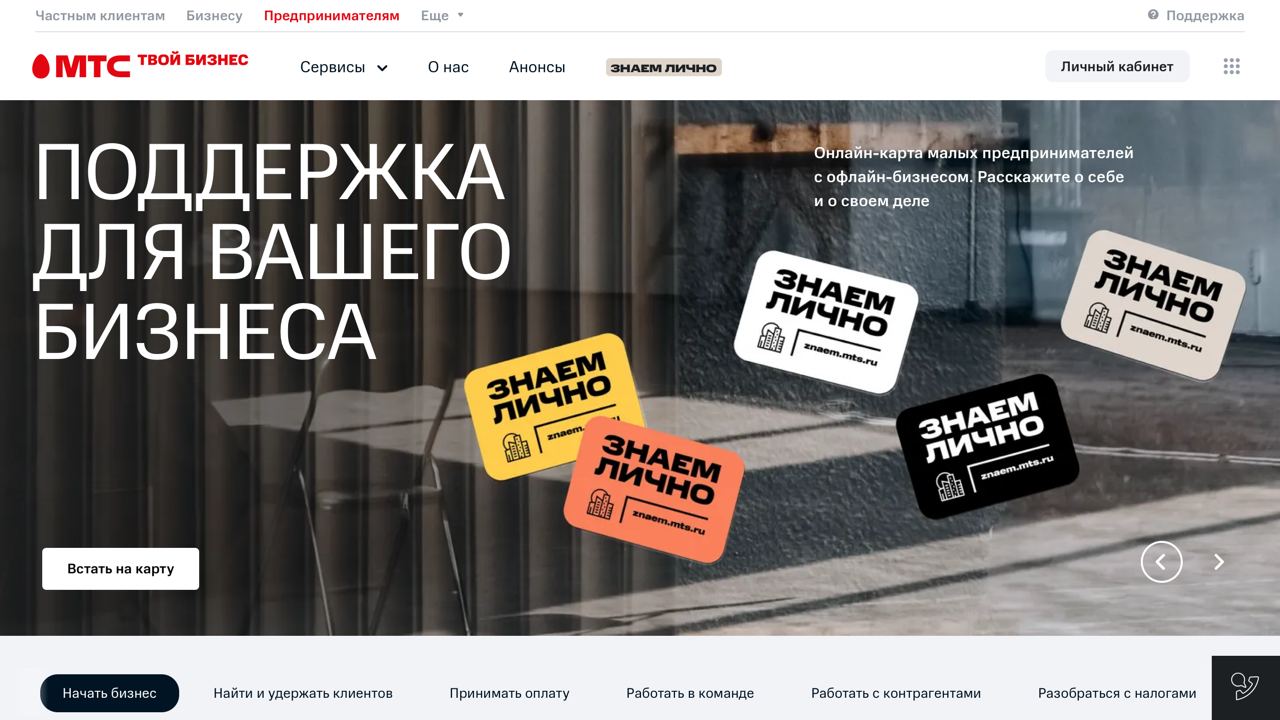 Частным клиентам
Бизнесу
Предпринимателям
Еще
Поддержка
МТС ТВОЙ БИЗНЕС
Сервисы
О нас
Анонсы
ЗНАЕМ ЛИЧНО
Личный кабинет
ПОДДЕРЖКА
ДЛЯ ВАШЕГО
БИЗНЕСА
Онлайн-карта малых предпринимателей
с офлайн-бизнесом. Расскажите о себе
и о своем деле
ЗНАЕМ
ЛИЧНО
znaem.mts.ru
ЗНАЕМ
ЛИЧНО
znaem.mts.ru
ЗНАЕМ
ЛИЧНО
ЗНАЕМ
ЛИЧНО
znaem.mts.ru
ЗНАЕМ
ЛИЧНО
znaem.mts.ru
Встать на карту
Начать бизнес
Найти и удержать клиентов
Принимать оплату
Работать в команде
Работать с контрагентами
Разобраться с налогами